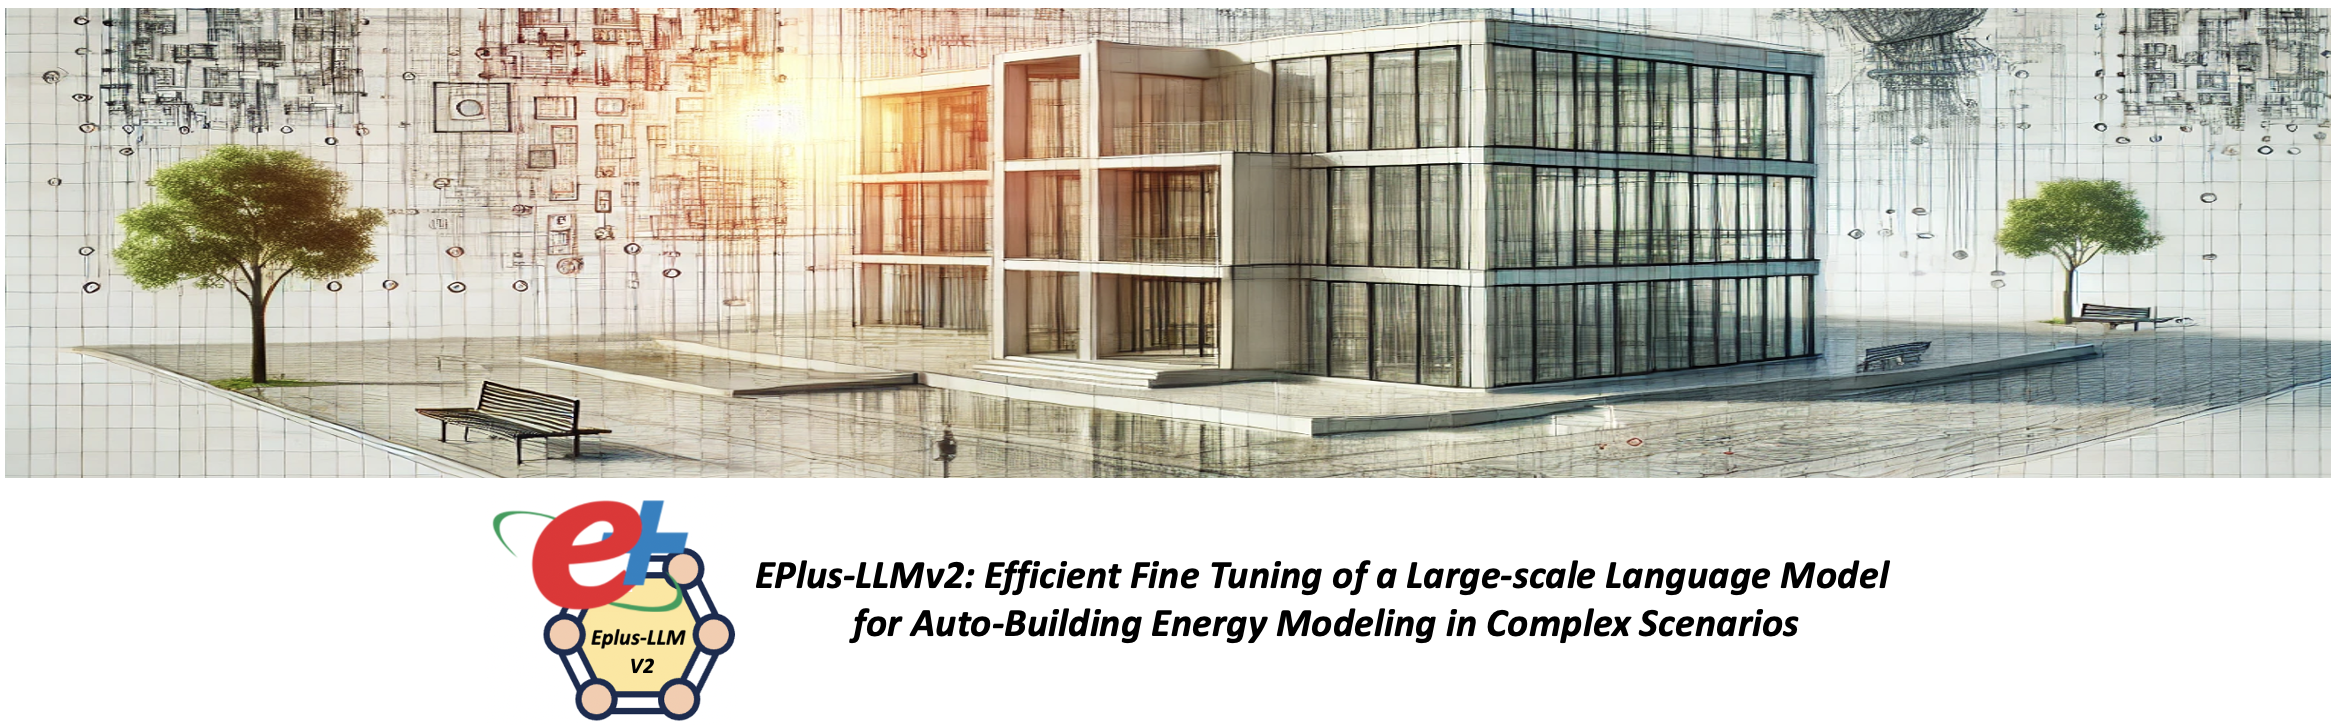 e+
Eplus-LLM
V2
EPlus-LLMv2: Efficient Fine Tuning of a Large-scale Language Model
for Auto-Building Energy Modeling in Complex Scenarios